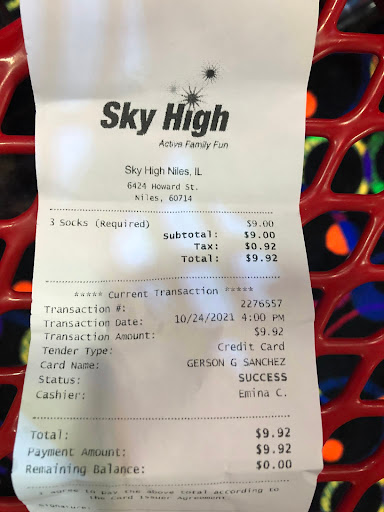 Sky High
Active Family Fun
Sky High Niles, IL
6424 Howard St.
Niles, 60714
3 Socks (Required) $9.00
Subtotal: $9.00
Tax: $0.92
Total: $9.92
***** Current Transaction *****
Transaction #: 2276557
Transaction Date: 10/24/2021 4:00 PM
Transaction Amount: $9.92
Tender Type: Credit Card
Card Name: GERSON G SANCHEZ
Status: SUCCESS
Cashier: Emina C.
Total: $9.92
Payment Amount: $9.92
Remaining Balance: $0.00
I agree to pay the above total according to
the card issuer agreement
Signature: